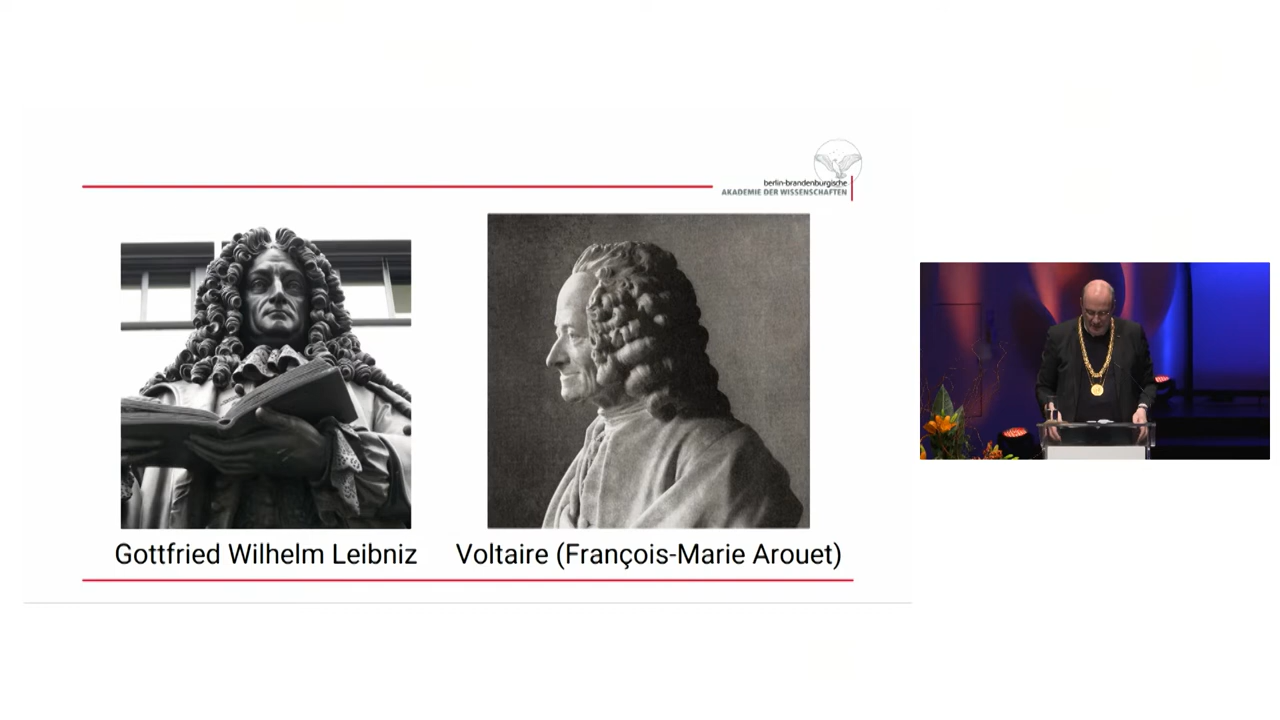 berlin-brandenburgische
AKADEMIE DER WISSENSCHAFTEN
Gottfried Wilhelm Leibniz
Voltaire (François-Marie Arouet)